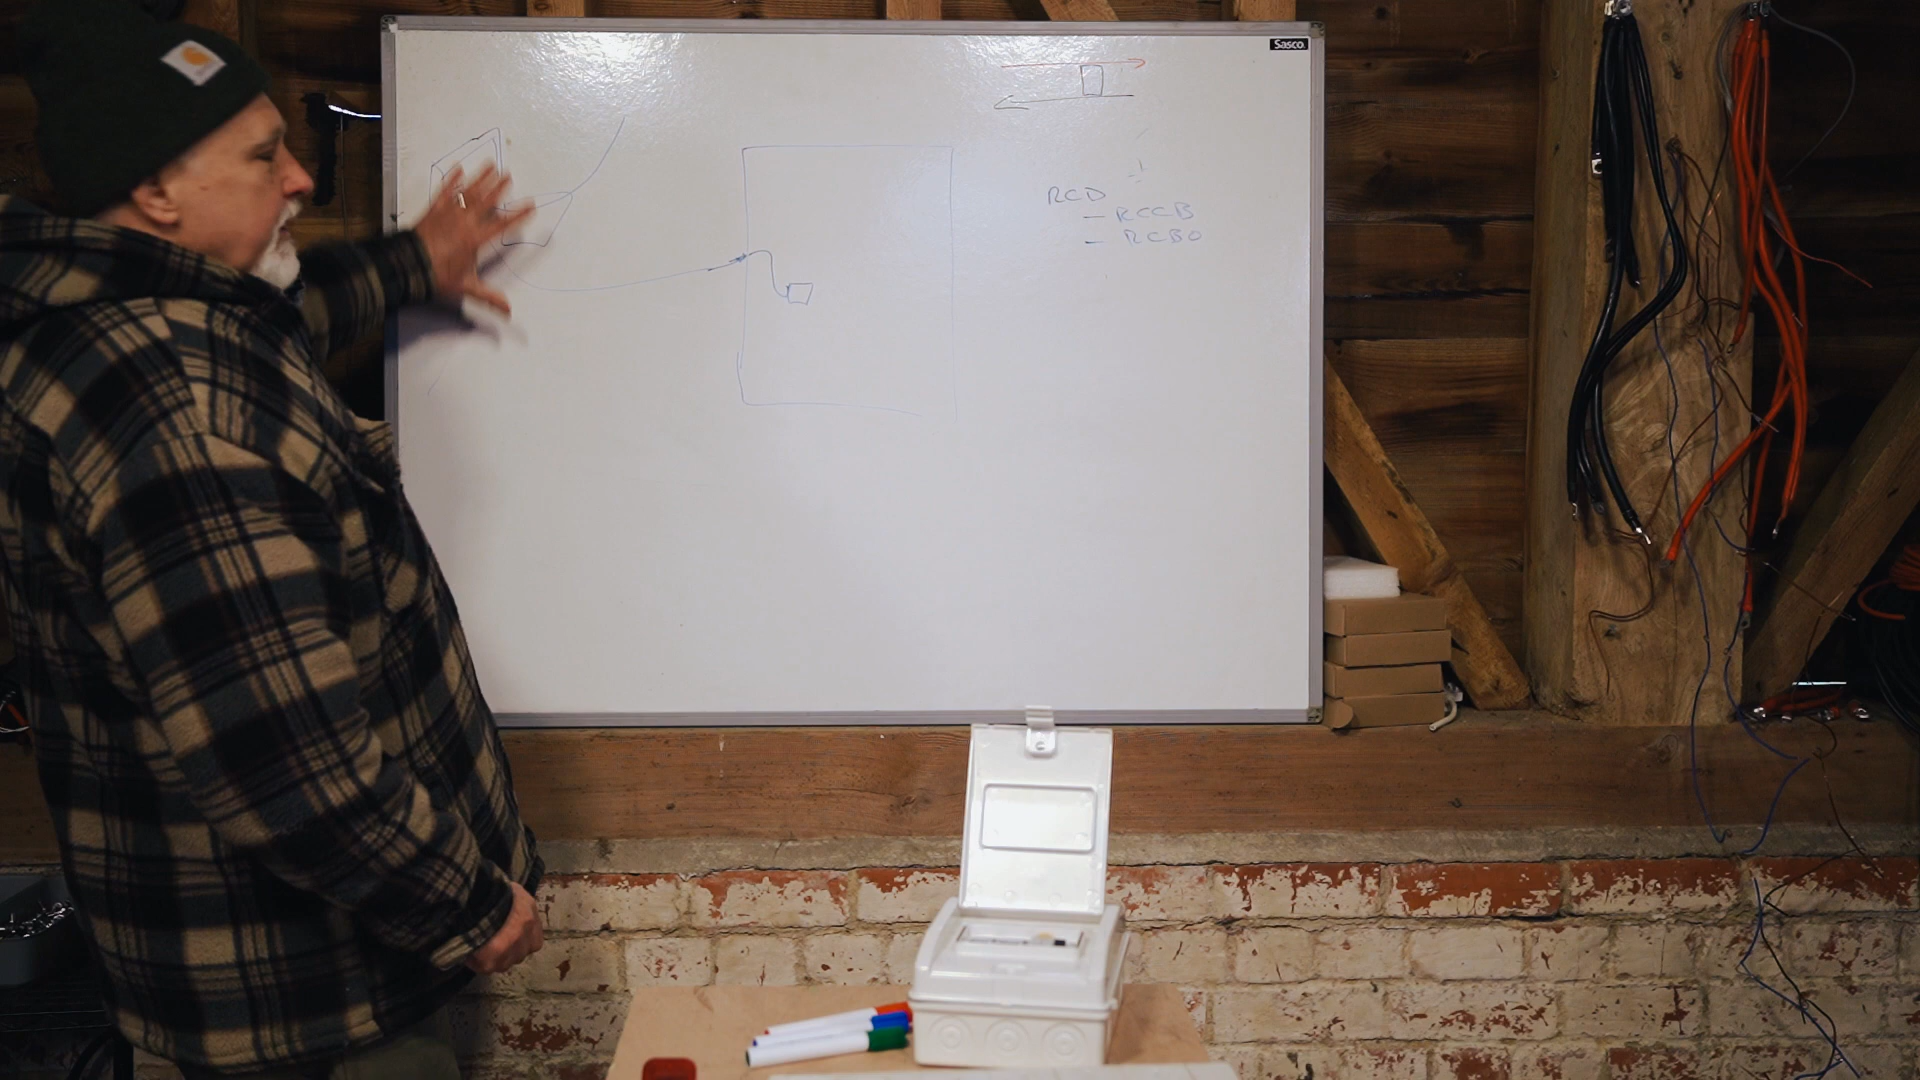 Sasco.
RCD
- RCCB
- RCBO